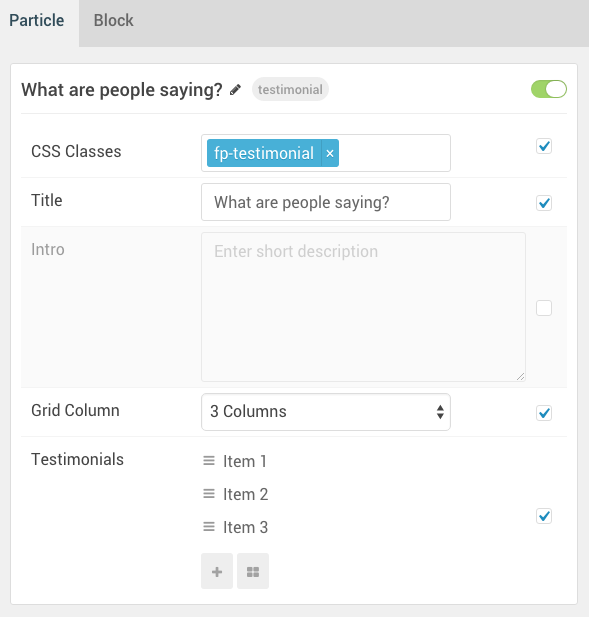 Particle Block
What are people saying? testimonial
CSS Classes fp-testimonial ×
Title What are people saying?
Intro Enter short description
Grid Column 3 Columns
Testimonials Item 1
Item 2
Item 3